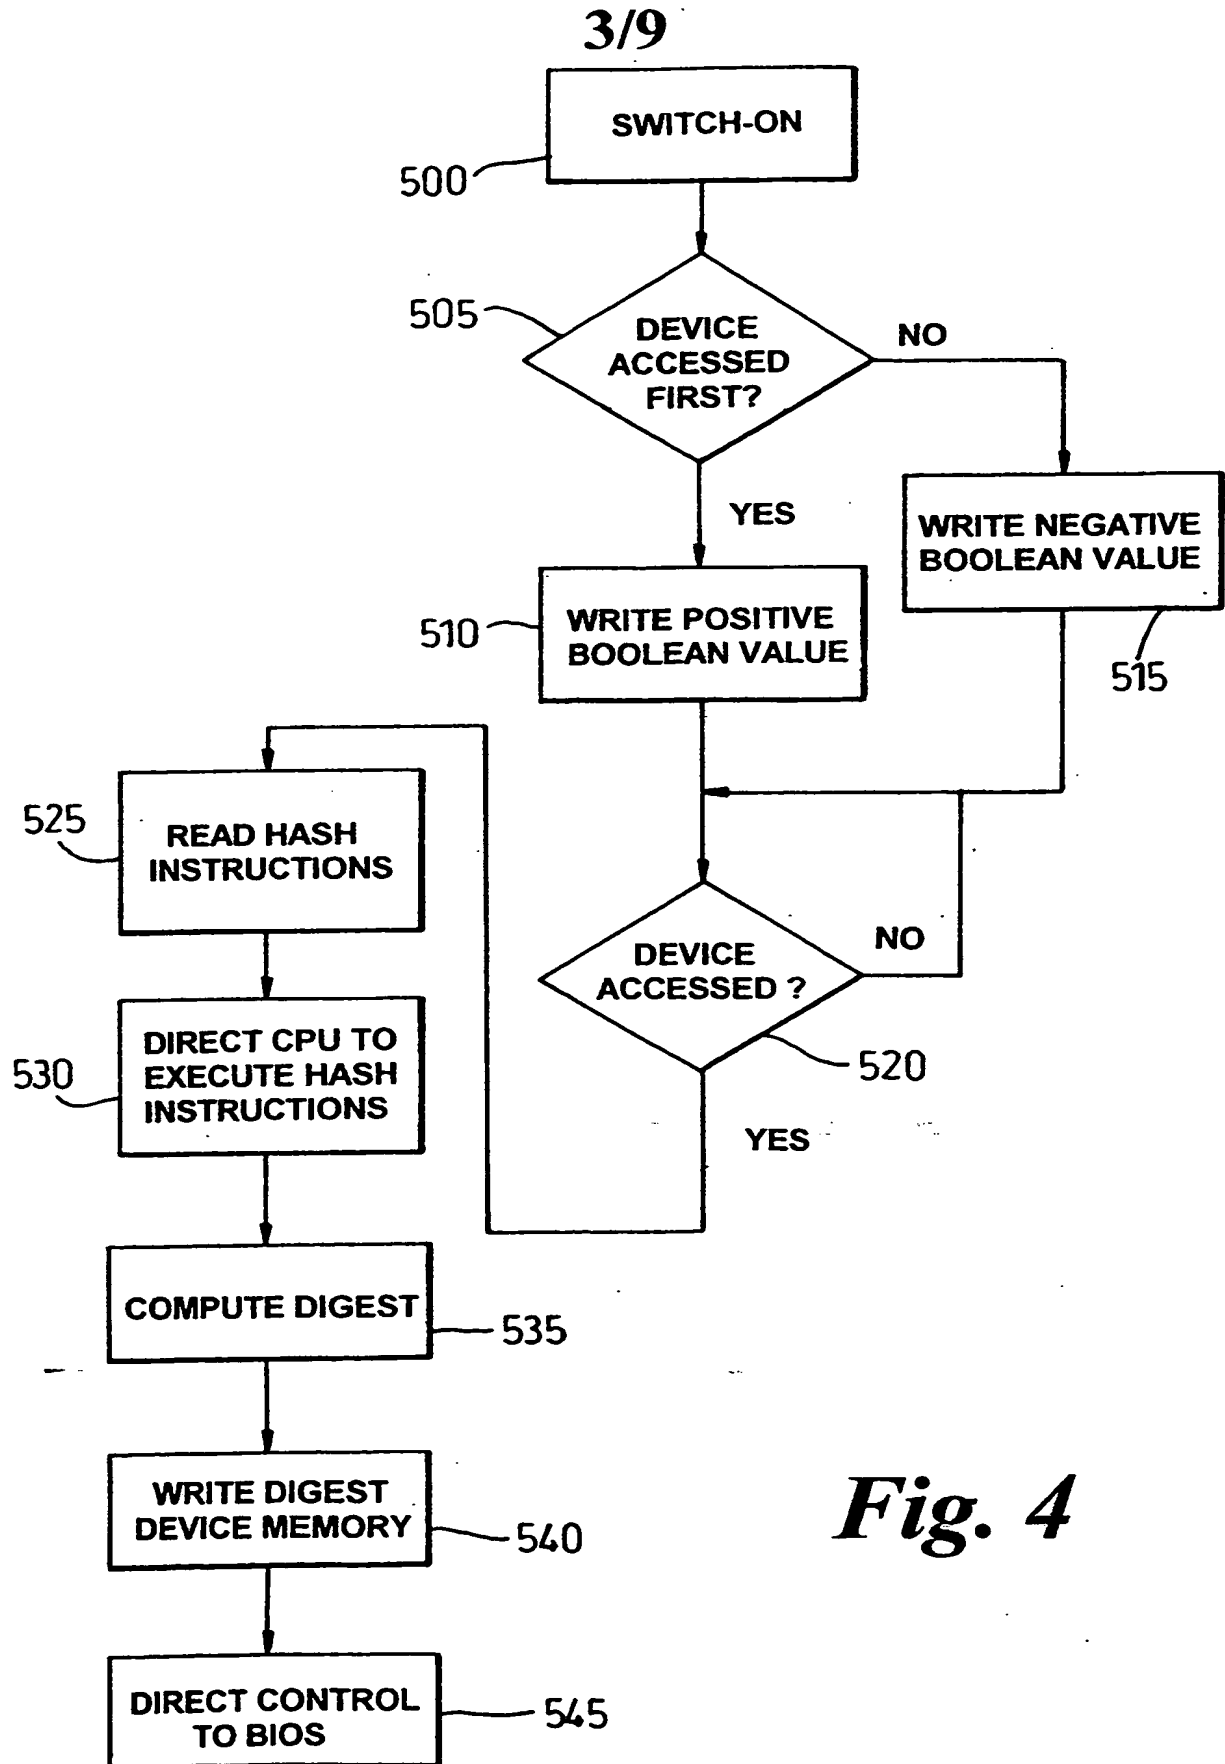 3/9
SWITCH-ON
500
505
DEVICE
ACCESSED
FIRST?
NO
YES
WRITE NEGATIVE
BOOLEAN VALUE
515
510
WRITE POSITIVE
BOOLEAN VALUE
525
READ HASH
INSTRUCTIONS
DEVICE
ACCESSED ?
NO
520
YES
530
DIRECT CPU TO
EXECUTE HASH
INSTRUCTIONS
COMPUTE DIGEST
535
WRITE DIGEST
DEVICE MEMORY
540
Fig. 4
DIRECT CONTROL
TO BIOS
545